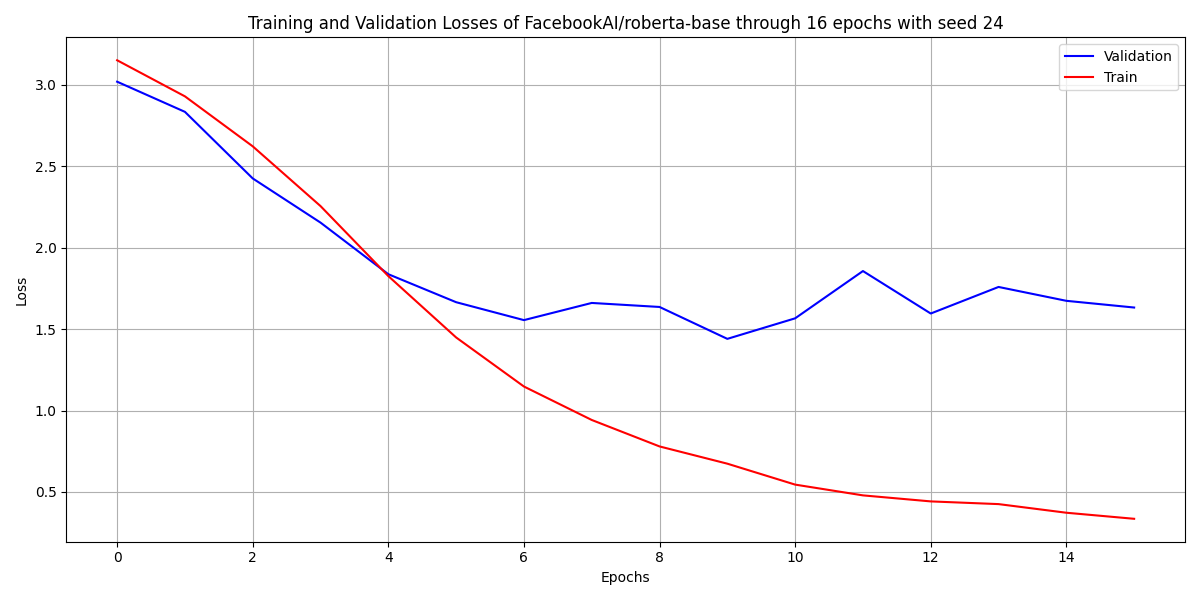 Training and Validation Losses of FacebookAI/roberta-base through 16 epochs with seed 24
Validation
Train
Loss
3.0
2.5
2.0
1.5
1.0
0.5
0 2 4 6 8 10 12 14
Epochs